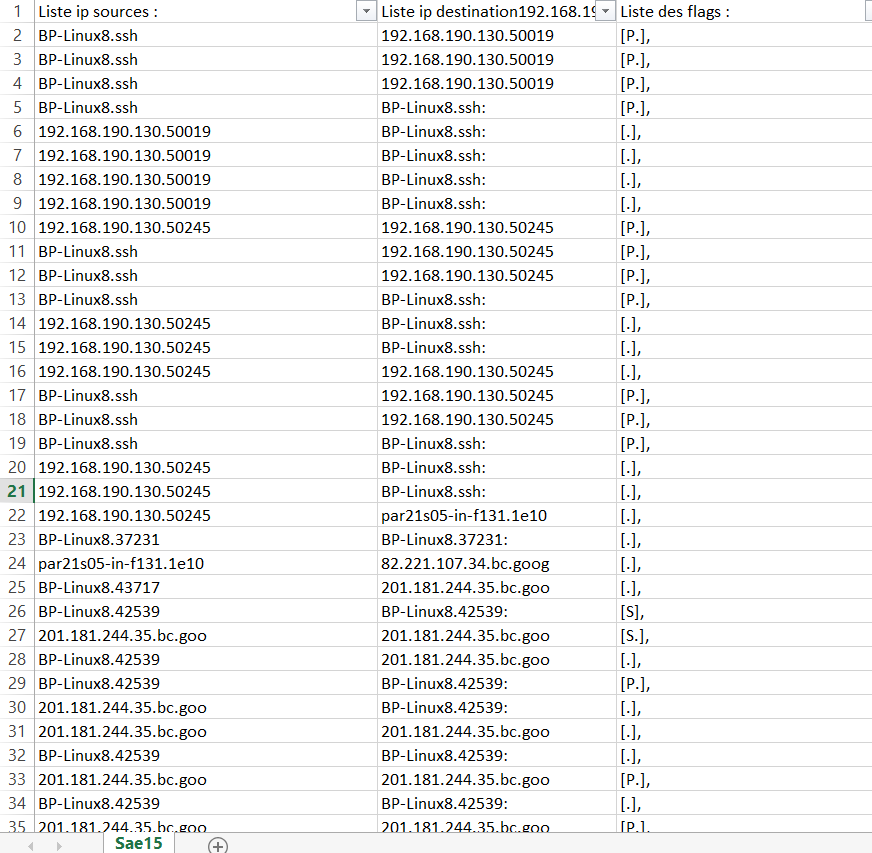 1 Liste ip sources : Liste ip destination192.168.19 Liste des flags :
2 BP-Linux8.ssh 192.168.190.130.50019 [P.],
3 BP-Linux8.ssh 192.168.190.130.50019 [P.],
4 BP-Linux8.ssh 192.168.190.130.50019 [P.],
5 BP-Linux8.ssh BP-Linux8.ssh: [P.],
6 192.168.190.130.50019 BP-Linux8.ssh: [.],
7 192.168.190.130.50019 BP-Linux8.ssh: [.],
8 192.168.190.130.50019 BP-Linux8.ssh: [.],
9 192.168.190.130.50019 BP-Linux8.ssh: [.],
10 192.168.190.130.50245 192.168.190.130.50245 [P.],
11 BP-Linux8.ssh 192.168.190.130.50245 [P.],
12 BP-Linux8.ssh 192.168.190.130.50245 [P.],
13 BP-Linux8.ssh BP-Linux8.ssh: [P.],
14 192.168.190.130.50245 BP-Linux8.ssh: [.],
15 192.168.190.130.50245 BP-Linux8.ssh: [.],
16 192.168.190.130.50245 192.168.190.130.50245 [.],
17 BP-Linux8.ssh 192.168.190.130.50245 [P.],
18 BP-Linux8.ssh 192.168.190.130.50245 [P.],
19 BP-Linux8.ssh BP-Linux8.ssh: [P.],
20 192.168.190.130.50245 BP-Linux8.ssh: [.],
21 192.168.190.130.50245 BP-Linux8.ssh: [.],
22 192.168.190.130.50245 par21s05-in-f131.1e10 [.],
23 BP-Linux8.37231 BP-Linux8.37231: [.],
24 par21s05-in-f131.1e10 82.221.107.34.bc.goog [.],
25 BP-Linux8.43717 201.181.244.35.bc.goo [.],
26 BP-Linux8.42539 BP-Linux8.42539: [S],
27 201.181.244.35.bc.goo 201.181.244.35.bc.goo [S.],
28 BP-Linux8.42539 201.181.244.35.bc.goo [.],
29 BP-Linux8.42539 BP-Linux8.42539: [P.],
30 201.181.244.35.bc.goo BP-Linux8.42539: [.],
31 201.181.244.35.bc.goo 201.181.244.35.bc.goo [.],
32 BP-Linux8.42539 BP-Linux8.42539: [.],
33 201.181.244.35.bc.goo 201.181.244.35.bc.goo [P.],
34 BP-Linux8.42539 BP-Linux8.42539: [.],
35 201.181.244.35.bc.goo 201.181.244.35.bc.goo [P.],
Sae15